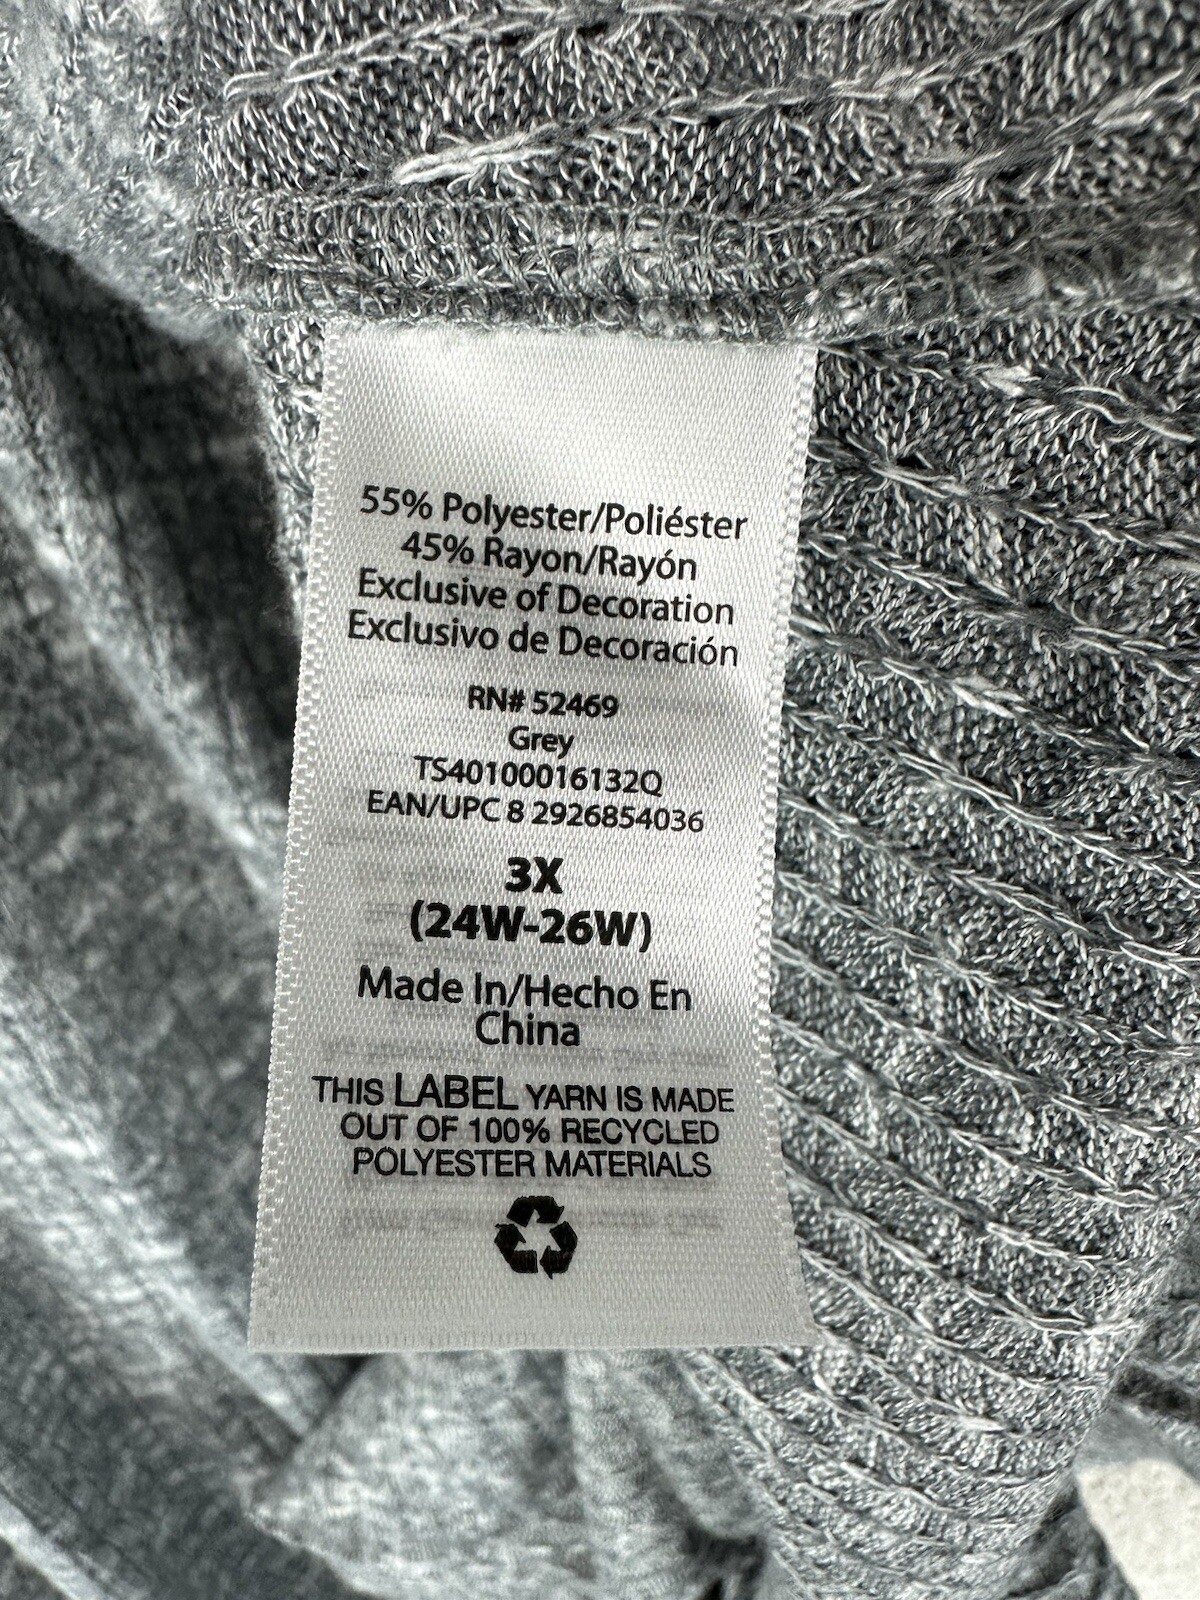 55% Polyester/Poliéster
45% Rayon/Rayón
Exclusive of Decoration
Exclusivo de Decoración
RN# 52469
Grey
TS40100016132Q
EAN/UPC 8 2926854036
3X
(24W-26W)
Made In/Hecho En
China
THIS LABEL YARN IS MADE
OUT OF 100% RECYCLED
POLYESTER MATERIALS